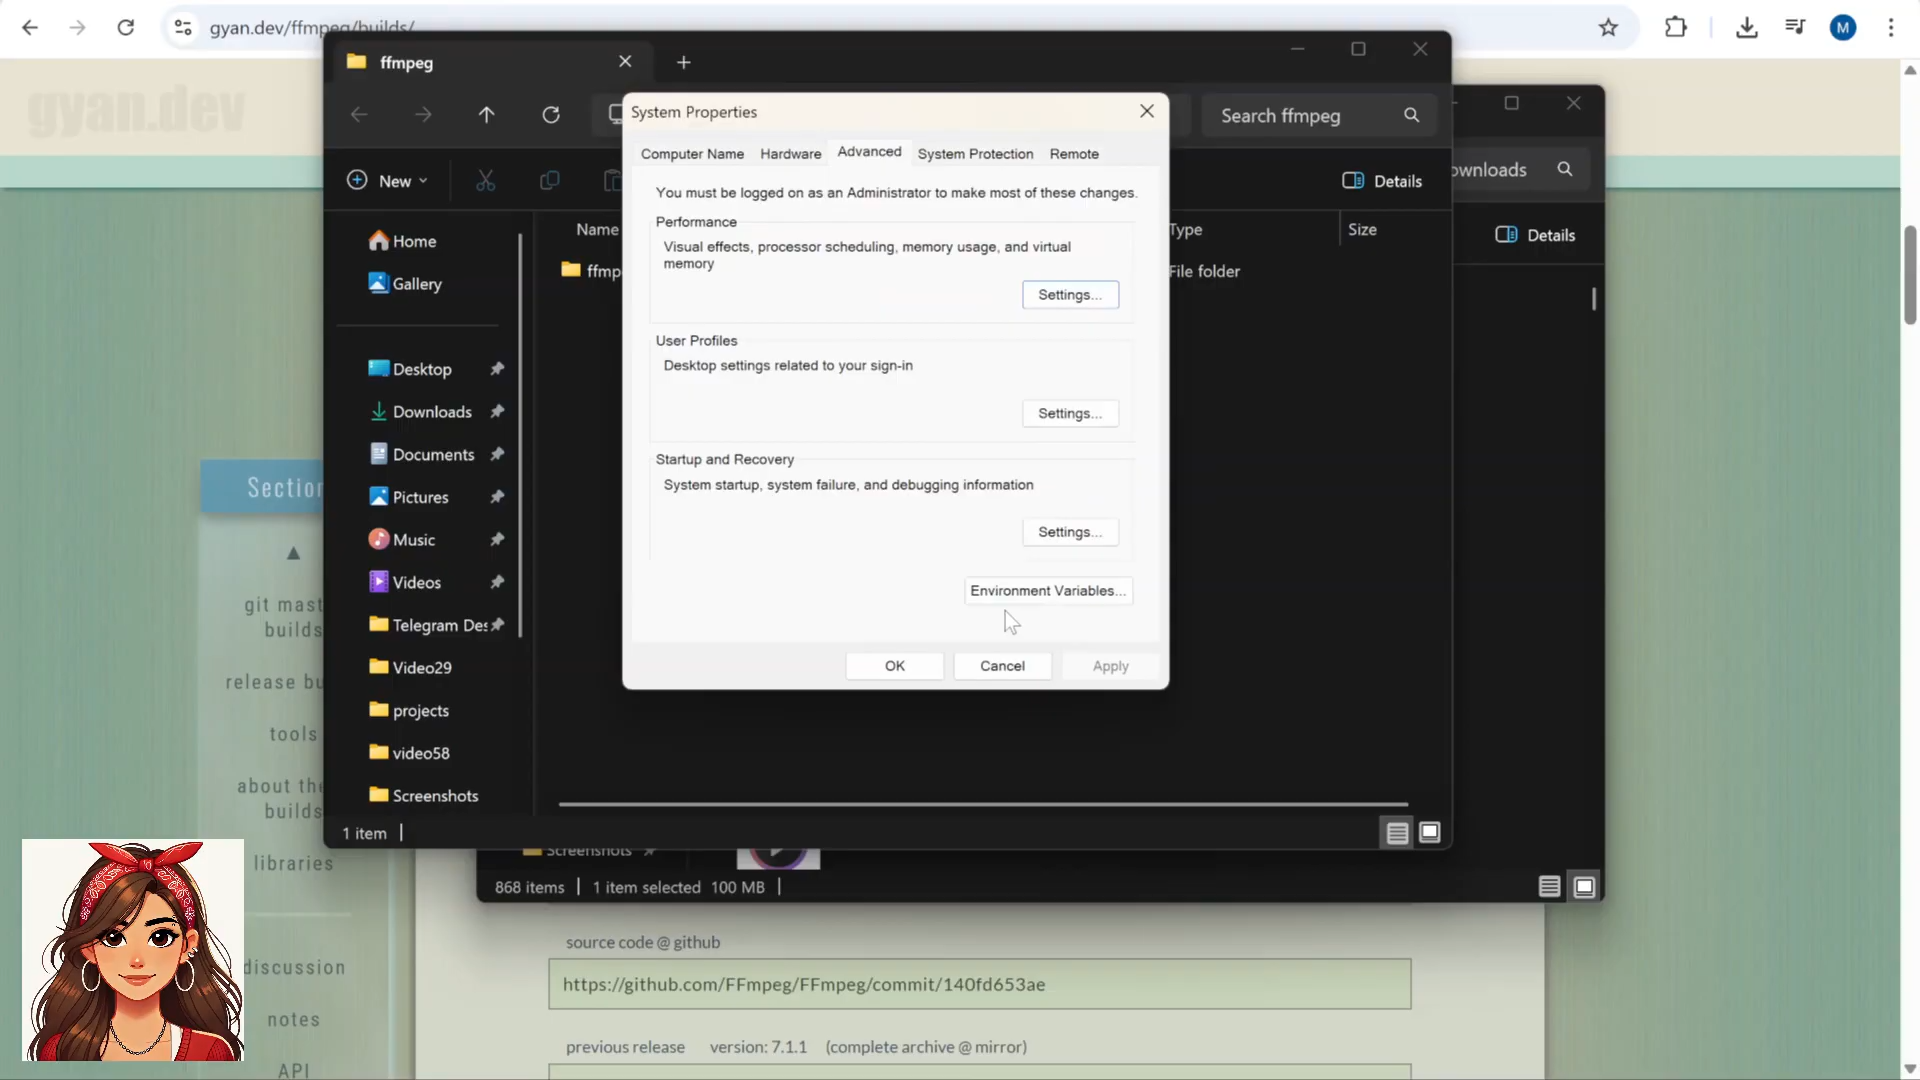 gyan.dev/ffmpeg/builds/
M
gyan.dev
ffmpeg
Search ffmpeg
New
Details
Home
Gallery
Desktop
Downloads
Documents
Pictures
Music
Videos
Telegram Des
Video29
projects
video58
Screenshots
Name
Type
Size
ffmp
File folder
1 item
System Properties
Computer Name
Hardware
Advanced
System Protection
Remote
You must be logged on as an Administrator to make most of these changes.
Performance
Visual effects, processor scheduling, memory usage, and virtual
memory
Settings...
User Profiles
Desktop settings related to your sign-in
Settings...
Startup and Recovery
System startup, system failure, and debugging information
Settings...
Environment Variables...
OK
Cancel
Apply
ownloads
Details
Screenshots
868 items
1 item selected 100 MB
Section
git mast
builds
release bu
tools
about the
builds
libraries
discussion
notes
API
source code @ github
https://github.com/FFmpeg/FFmpeg/commit/140fd653ae
previous release version: 7.1.1 (complete archive @ mirror)